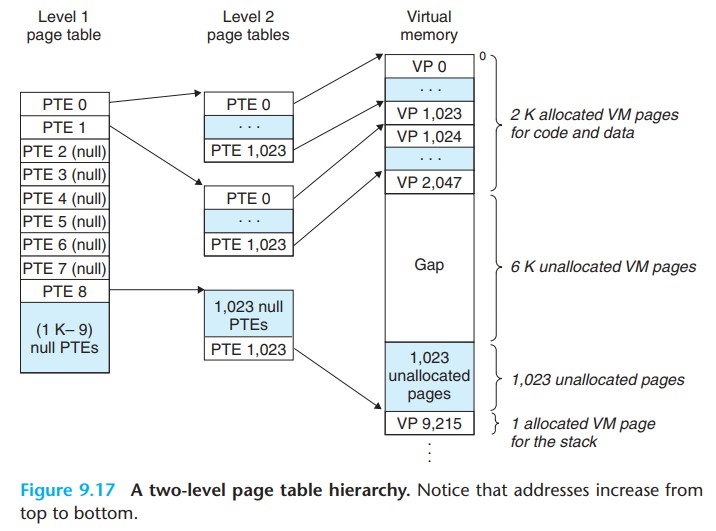 Level 1
page table
Level 2
page tables
Virtual
memory
0
PTE 0
PTE 1
PTE 2 (null)
PTE 3 (null)
PTE 4 (null)
PTE 5 (null)
PTE 6 (null)
PTE 7 (null)
PTE 8
(1 K– 9)
null PTEs
PTE 0
. . .
PTE 1,023
PTE 0
. . .
PTE 1,023
1,023 null
PTEs
PTE 1,023
VP 0
. . .
VP 1,023
VP 1,024
. . .
VP 2,047
Gap
1,023
unallocated
pages
VP 9,215
. . .
2 K allocated VM pages
for code and data
6 K unallocated VM pages
1,023 unallocated pages
1 allocated VM page
for the stack
Figure 9.17 A two-level page table hierarchy. Notice that addresses increase from
top to bottom.